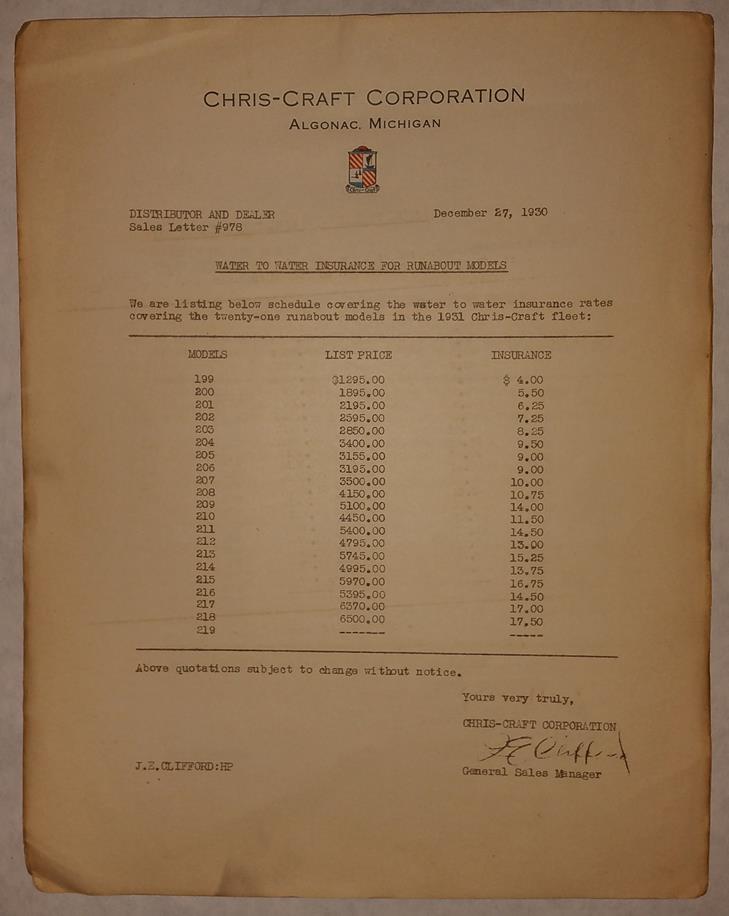 CHRIS-CRAFT CORPORATION
ALGONAC, MICHIGAN
Chris-Craft
DISTRIBUTOR AND DEALER December 27, 1930
Sales Letter #978
WATER TO WATER INSURANCE FOR RUNABOUT MODELS
We are listing below schedule covering the water to water insurance rates
covering the twenty-one runabout models in the 1931 Chris-Craft fleet:
MODELS LIST PRICE INSURANCE
199 $1295.00 $ 4.00
200 1895.00 5.50
201 2195.00 6.25
202 2595.00 7.25
203 2850.00 8.25
204 3400.00 9.50
205 3155.00 9.00
206 3195.00 9.00
207 3500.00 10.00
208 4150.00 10.75
209 5100.00 14.00
210 4450.00 11.50
211 5400.00 14.50
212 4795.00 13.00
213 5745.00 15.25
214 4995.00 13.75
215 5970.00 16.75
216 5395.00 14.50
217 6370.00 17.00
218 6500.00 17.50
219 ------- -----
Above quotations subject to change without notice.
Yours very truly,
CHRIS-CRAFT CORPORATION
J E Clifford
J.E.CLIFFORD:HP
General Sales Manager